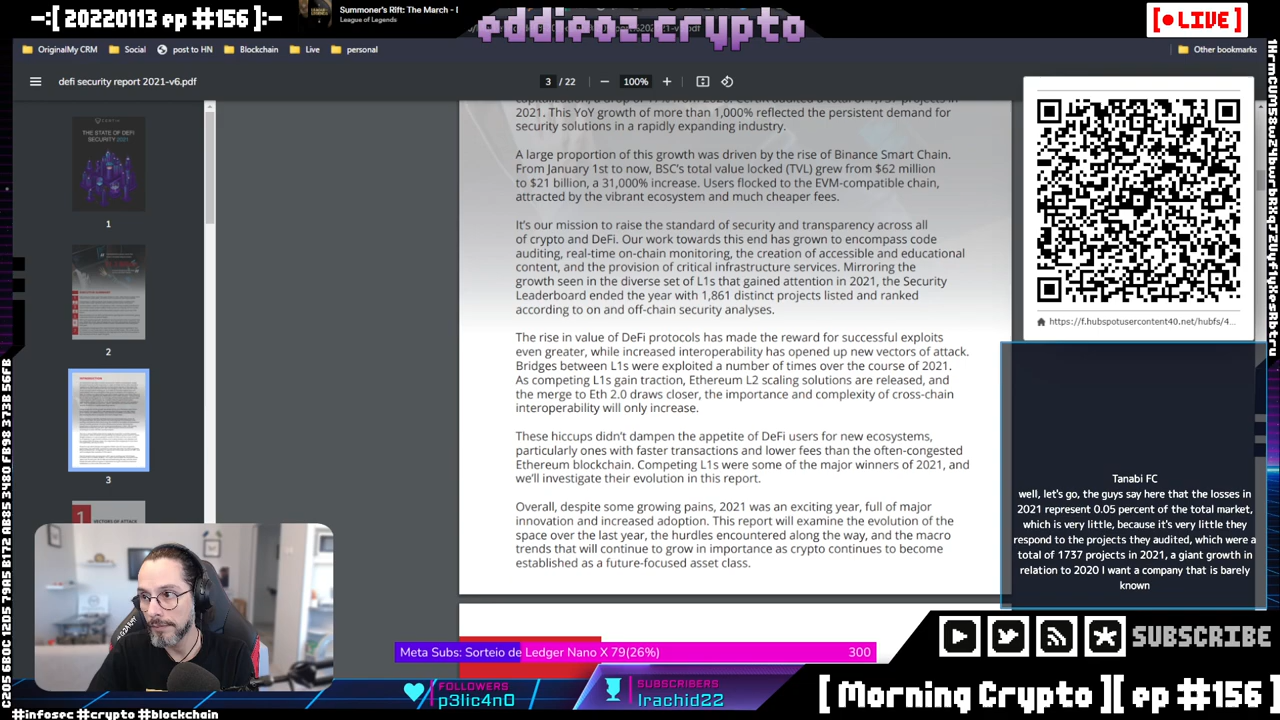 -:[ 20220113 ep #156 ]:-
Summoner's Rift: The March - I
League of Legends
eddieoz.crypto
[● LIVE]
OriginalMy CRM
Social
post to HN
Blockchain
Live
personal
Other bookmarks
defi security report 2021-v6.pdf
3 / 22
100%
2021. This YoY growth of more than 1,000% reflected the persistent demand for
security solutions in a rapidly expanding industry.
A large proportion of this growth was driven by the rise of Binance Smart Chain.
From January 1st to now, BSC's total value locked (TVL) grew from $62 million
to $21 billion, a 31,000% increase. Users flocked to the EVM-compatible chain,
attracted by the vibrant ecosystem and much cheaper fees.
It's our mission to raise the standard of security and transparency across all
of crypto and DeFi. Our work towards this end has grown to encompass code
auditing, real-time on-chain monitoring, the creation of accessible and educational
content, and the provision of critical infrastructure services. Mirroring the
growth seen in the diverse set of L1s that gained attention in 2021, the Security
Leaderboard ended the year with 1,861 distinct projects listed and ranked
according to on and off-chain security analyses.
The rise in value of DeFi protocols has made the reward for successful exploits
even greater, while increased interoperability has opened up new vectors of attack.
Bridges between L1s were exploited a number of times over the course of 2021.
As competing L1s gain traction, Ethereum L2 scaling solutions are released, and
the merge to Eth 2.0 draws closer, the importance and complexity of cross-chain
interoperability will only increase.
These hiccups didn't dampen the appetite of DeFi users for new ecosystems,
particularly ones with faster transactions and lower fees than the often-congested
Ethereum blockchain. Competing L1s were some of the major winners of 2021, and
we'll investigate their evolution in this report.
Overall, despite some growing pains, 2021 was an exciting year, full of major
innovation and increased adoption. This report will examine the evolution of the
space over the last year, the hurdles encountered along the way, and the macro
trends that will continue to grow in importance as crypto continues to become
established as a future-focused asset class.
THE STATE OF DEFI
SECURITY 2021
1
2
3
https://f.hubspotusercontent40.net/hubfs/4...
Tanabi FC
well, let's go, the guys say here that the losses in
2021 represent 0.05 percent of the total market,
which is very little, because it's very little they
respond to the projects they audited, which were a
total of 1737 projects in 2021, a giant growth in
relation to 2020 I want a company that is barely
known
SUBSCRIBE
Meta Subs: Sorteio de Ledger Nano X 79(26%)
300
FOLLOWERS
p3lic4n0
SUBSCRIBERS
lrachid22
[ Morning Crypto ][ ep #156 ]
#infosec #crypto #blockchain